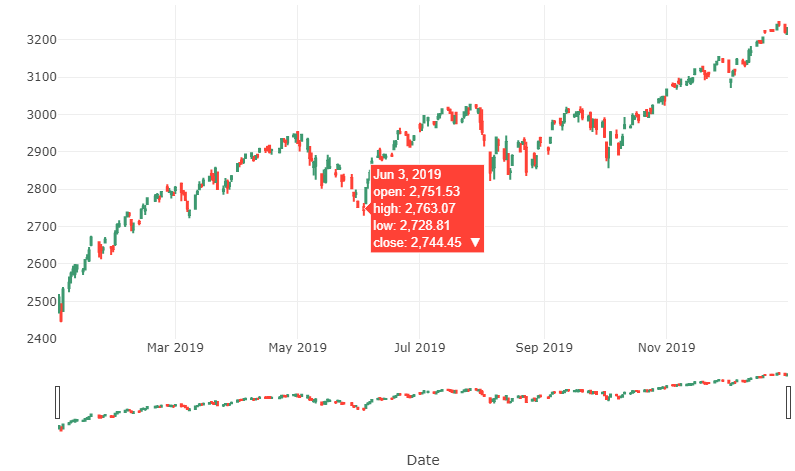 3200
3100
3000
2900
2800
2700
2600
2500
2400
Jun 3, 2019
open: 2,751.53
high: 2,763.07
low: 2,728.81
close: 2,744.45 ▼
Mar 2019 May 2019 Jul 2019 Sep 2019 Nov 2019
Date